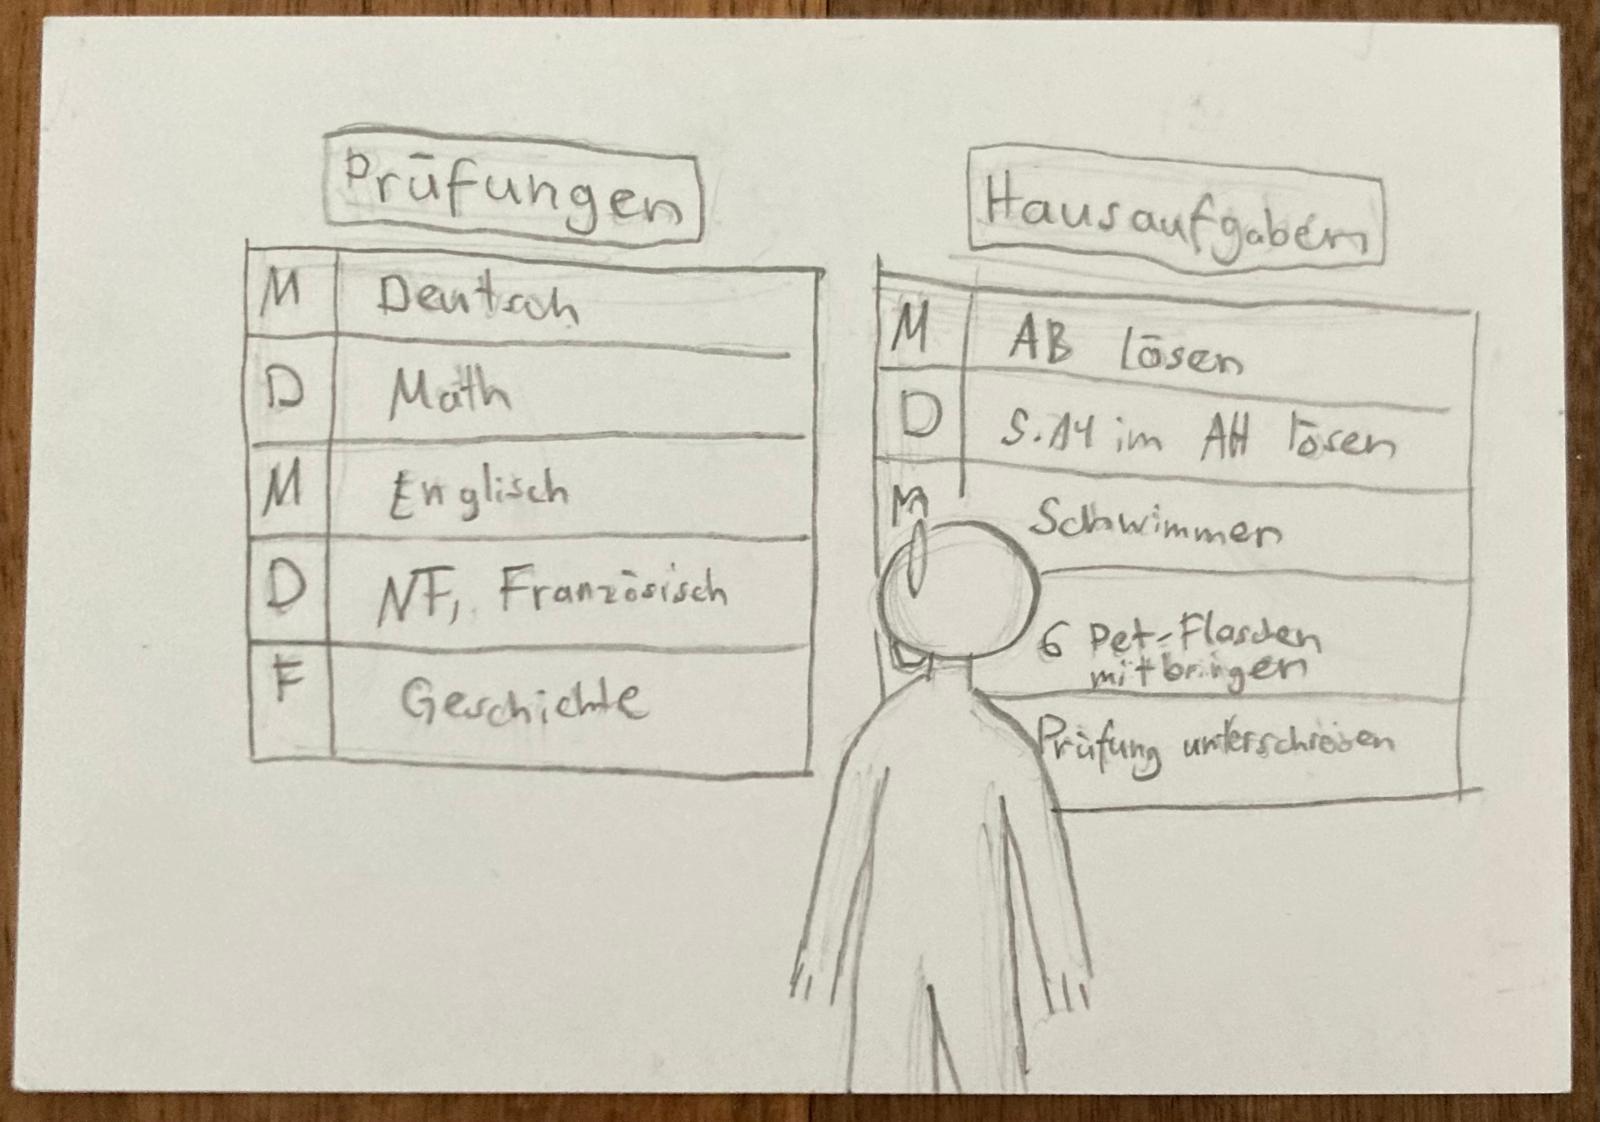 Prüfungen
M Deutsch
D Math
M Englisch
D NF, Französisch
F Geschichte
Hausaufgaben
M AB lösen
D S.14 im AH lösen
M Schwimmen
6 Pet-Flaschen
mitbringen
Prüfung unterschreiben